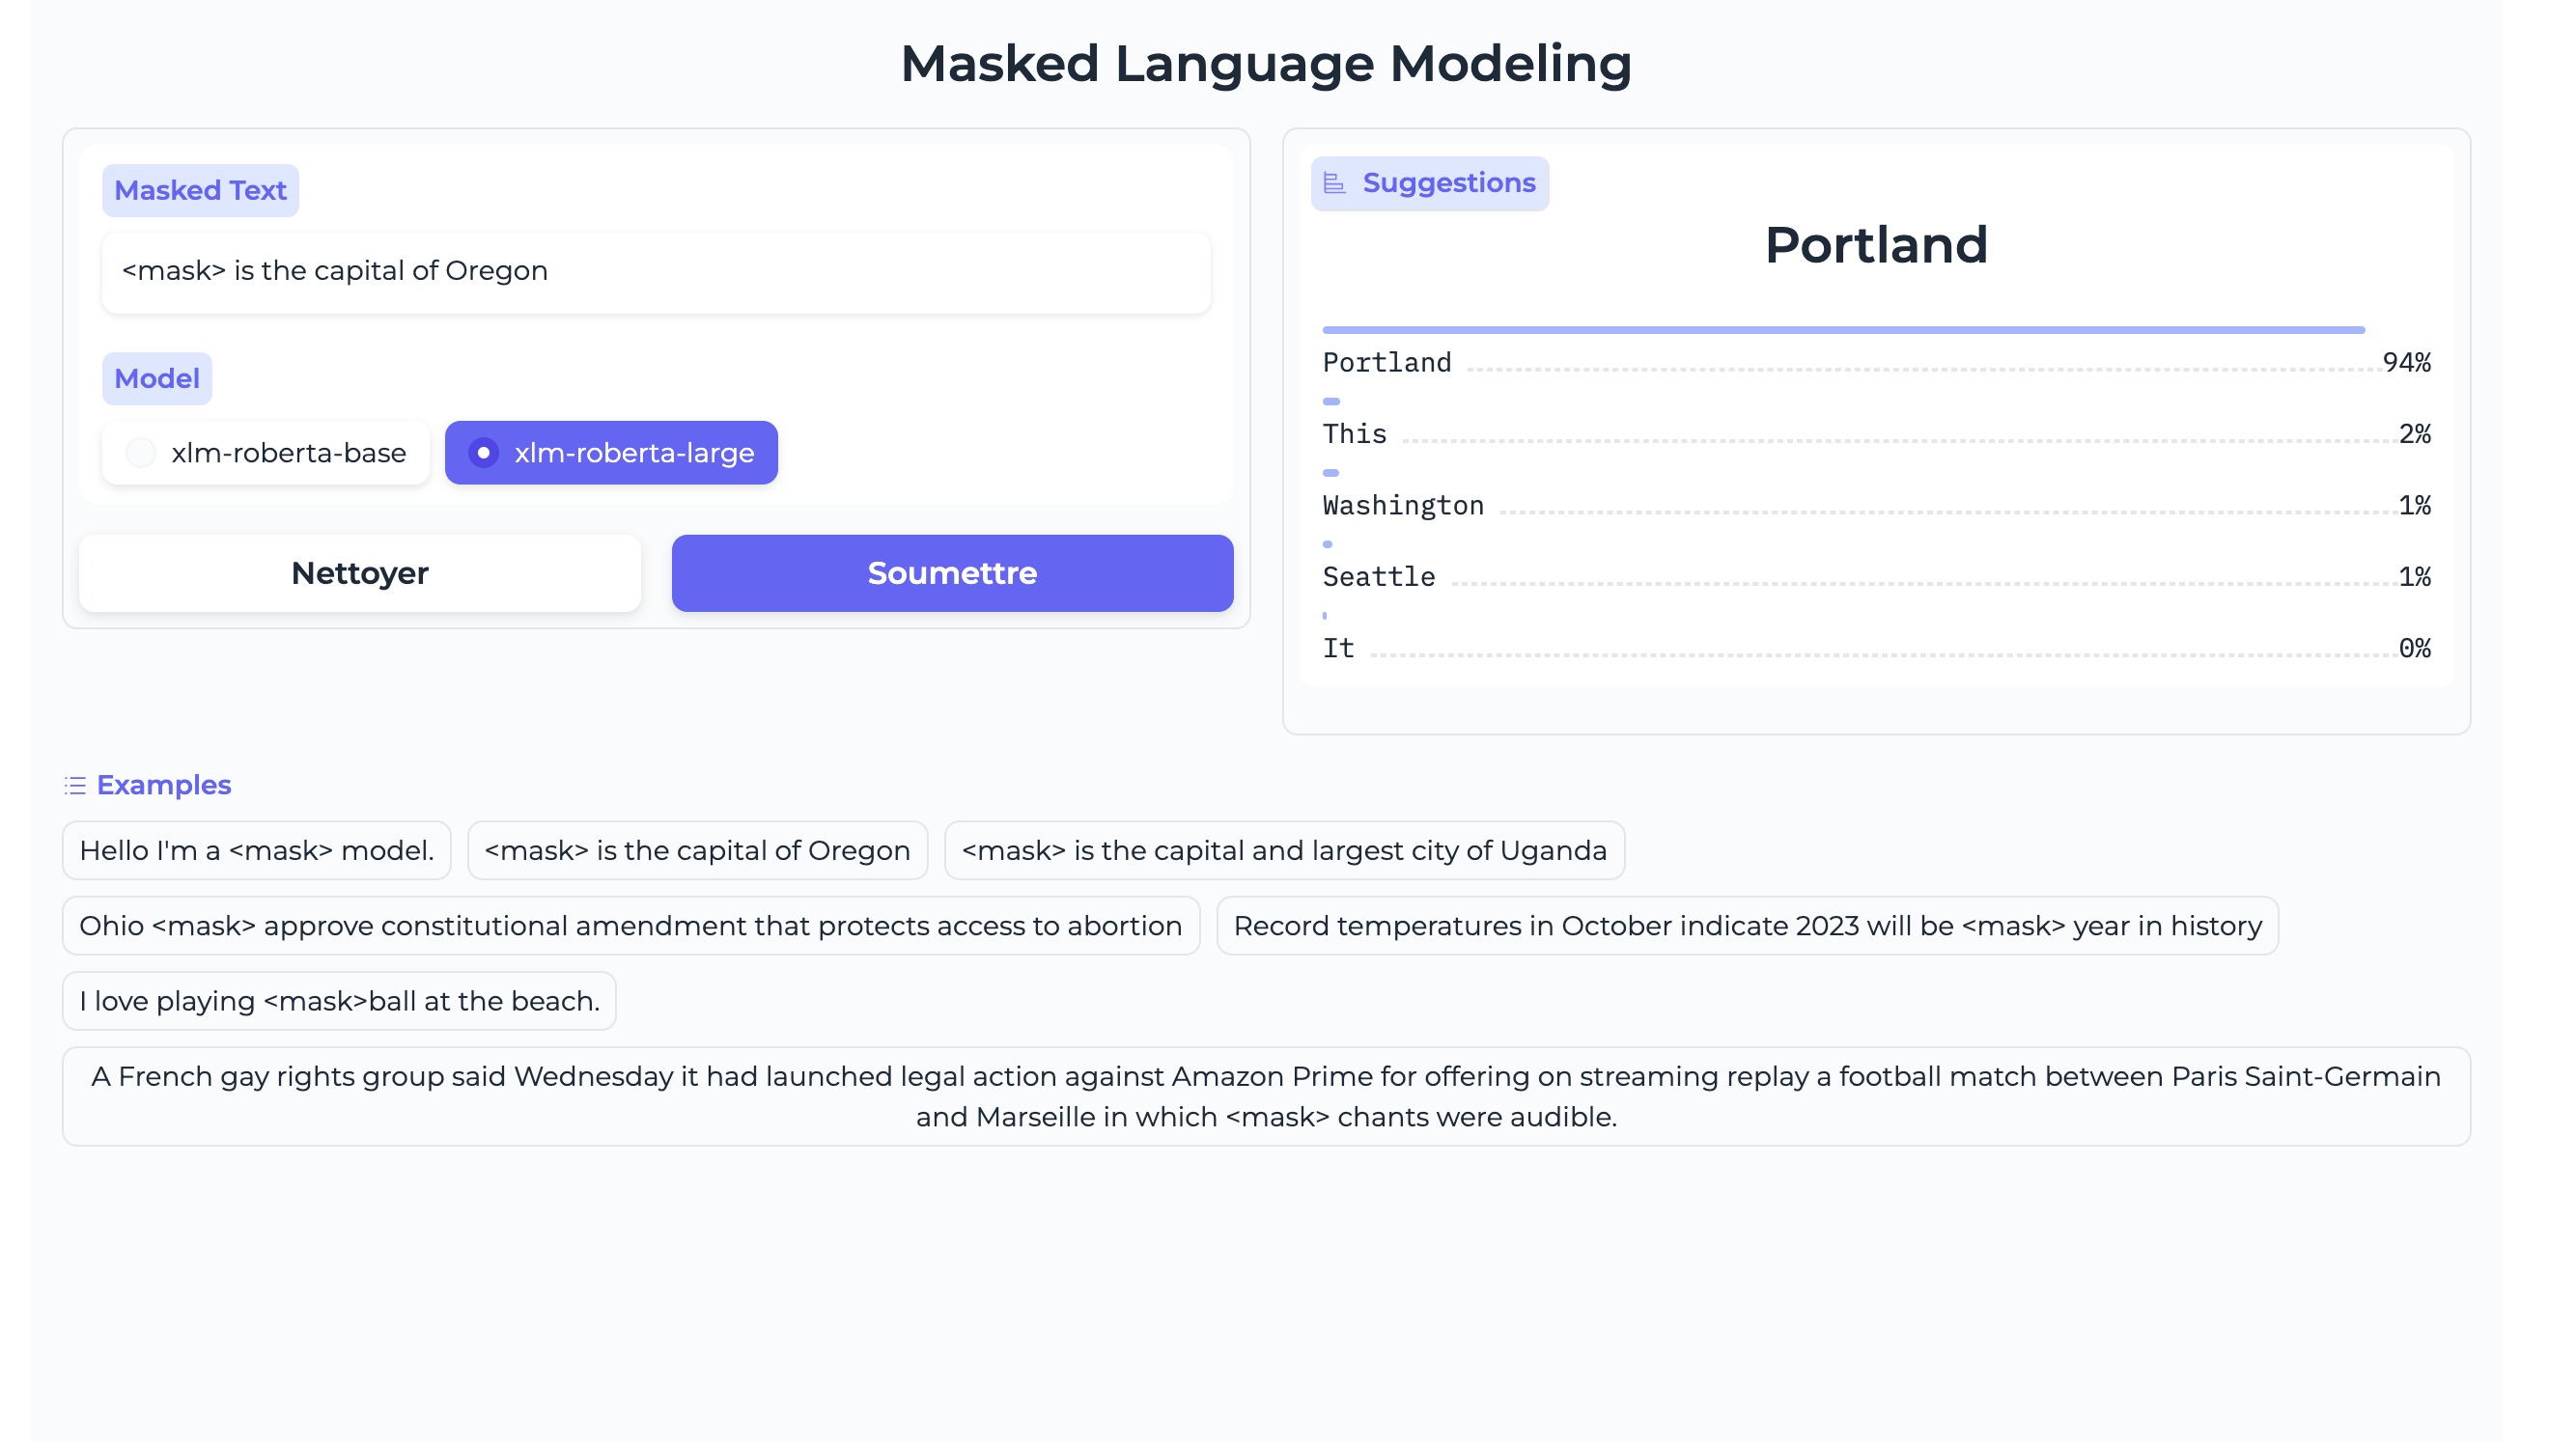 Masked Language Modeling
Masked Text
<mask> is the capital of Oregon
Model
xlm-roberta-base
xlm-roberta-large
Nettoyer
Soumettre
Suggestions
Portland
Portland 94%
This 2%
Washington 1%
Seattle 1%
It 0%
Examples
Hello I'm a <mask> model.
<mask> is the capital of Oregon
<mask> is the capital and largest city of Uganda
Ohio <mask> approve constitutional amendment that protects access to abortion
Record temperatures in October indicate 2023 will be <mask> year in history
I love playing <mask>ball at the beach.
A French gay rights group said Wednesday it had launched legal action against Amazon Prime for offering on streaming replay a football match between Paris Saint-Germain
and Marseille in which <mask> chants were audible.